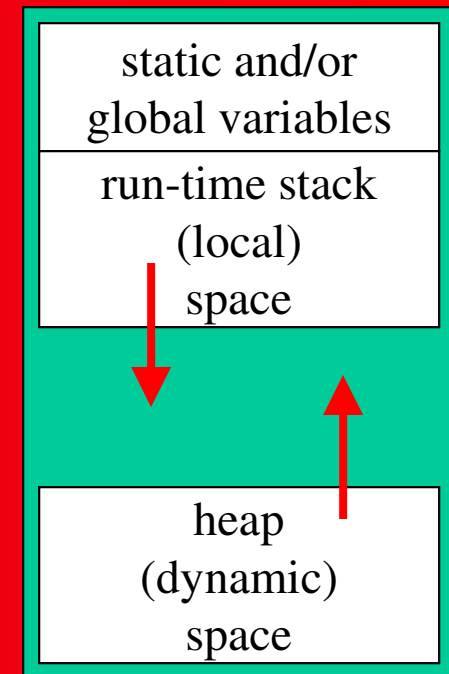 static and/or
global variables
run-time stack
(local)
space
heap
(dynamic)
space